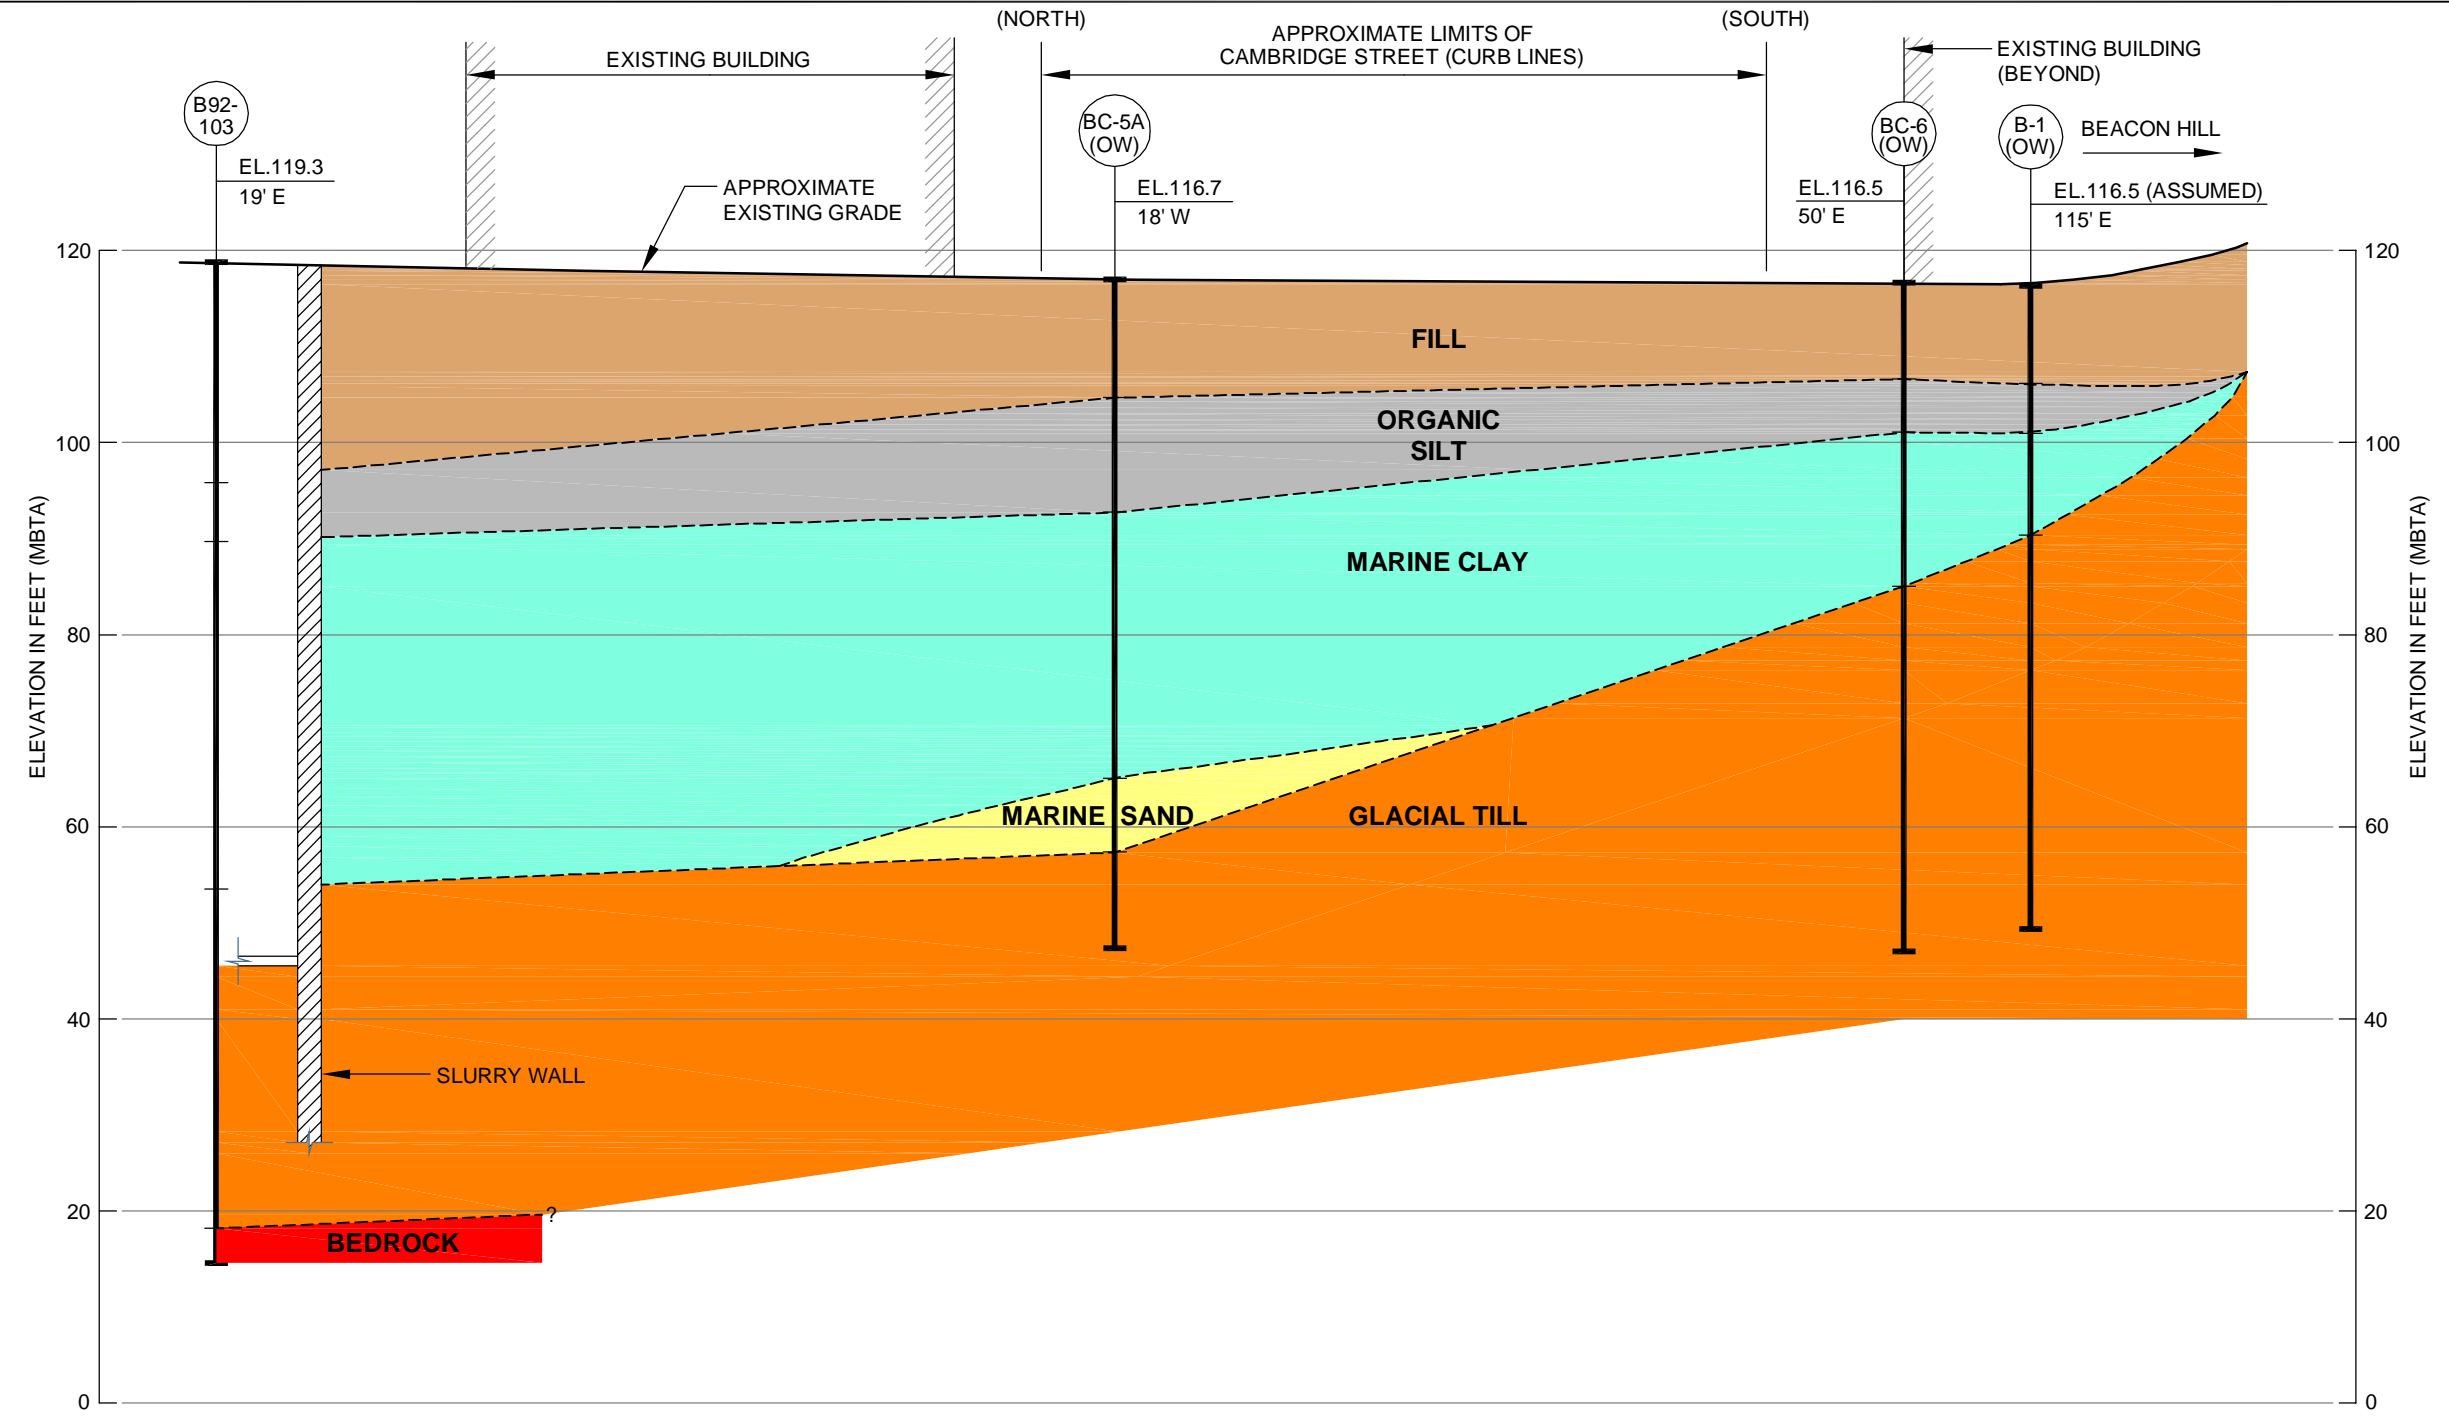 (NORTH)
(SOUTH)
APPROXIMATE LIMITS OF
CAMBRIDGE STREET (CURB LINES)
EXISTING BUILDING
EXISTING BUILDING
(BEYOND)
B92-
103
BC-5A
(OW)
BC-6
(OW)
B-1
(OW)
BEACON HILL
EL.119.3
19' E
APPROXIMATE
EXISTING GRADE
EL.116.7
18' W
EL.116.5
50' E
EL.116.5 (ASSUMED)
115' E
120
120
FILL
ORGANIC
SILT
100
100
ELEVATION IN FEET (MBTA)
ELEVATION IN FEET (MBTA)
MARINE CLAY
80
80
MARINE SAND
GLACIAL TILL
60
60
40
40
SLURRY WALL
20
?
20
BEDROCK
0
0